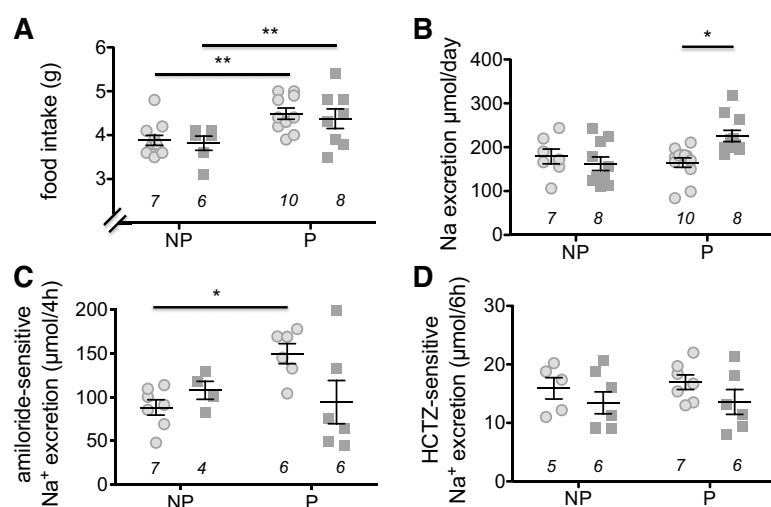 A
food intake (g)
6
5
4
3
**
**
7
6
10
8
NP
P
B
Na excretion µmol/day
400
300
200
100
0
*
7
8
10
8
NP
P
C
amiloride-sensitive
Na+ excretion (µmol/4h)
200
150
100
50
0
*
7
4
6
6
NP
P
D
HCTZ-sensitive
Na+ excretion (µmol/6h)
30
20
10
0
5
6
7
6
NP
P